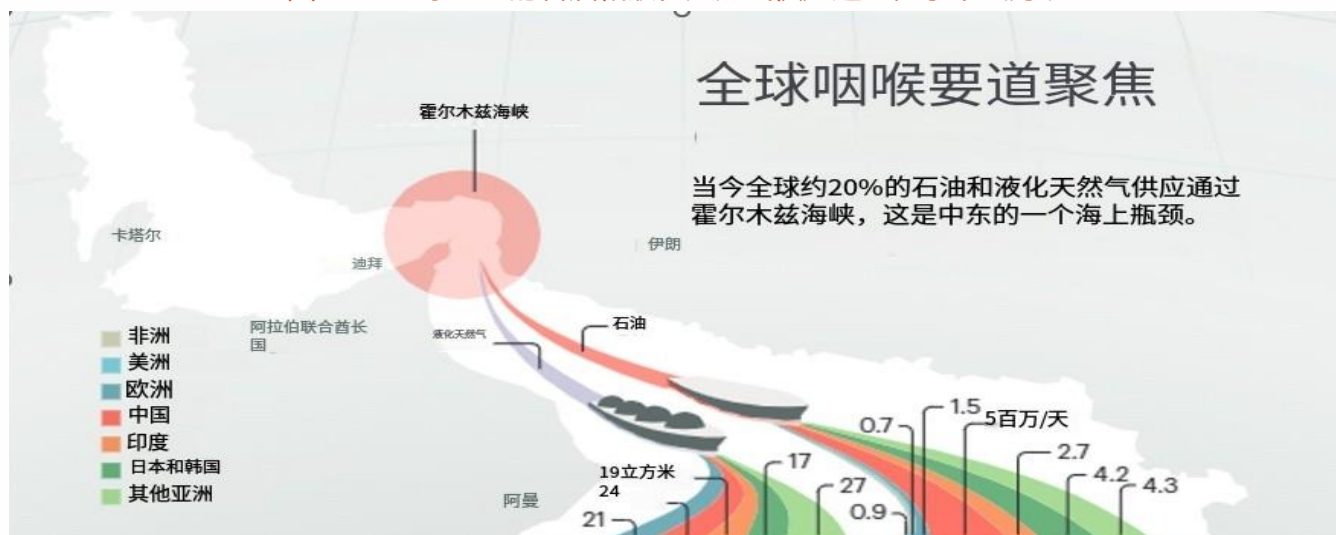 全球咽喉要道聚焦
霍尔木兹海峡
当今全球约20%的石油和液化天然气供应通过
霍尔木兹海峡，这是中东的一个海上瓶颈。
卡塔尔
伊朗
迪拜
阿拉伯联合酋长
国
液化天然气
石油
非洲
美洲
欧洲
中国
印度
日本和韩国
其他亚洲
阿曼
0.7
1.5
5百万/天
2.7
4.2
4.3
0.9
19立方米
24
17
27
21